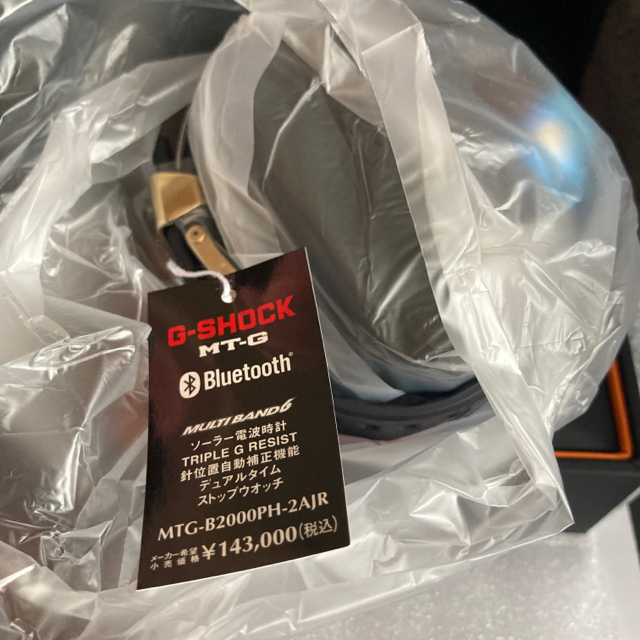 G-SHOCK
MT-G
Bluetooth®
MULTI BAND 6
ソーラー電波時計
TRIPLE G RESIST
針位置自動補正機能
デュアルタイム
ストップウオッチ
MTG-B2000PH-2AJR
メーカー希望小売価格 ¥143,000(税込)